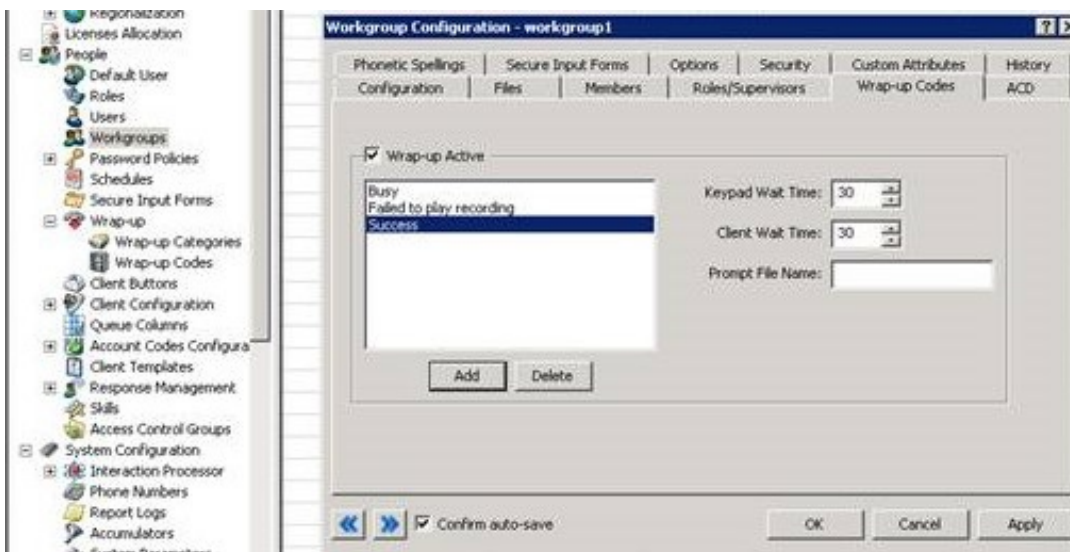 Regionalization
Licenses Allocation
People
Default User
Roles
Users
Workgroups
Password Policies
Schedules
Secure Input Forms
Wrap-up
Wrap-up Categories
Wrap-up Codes
Client Buttons
Client Configuration
Queue Columns
Account Codes Configura
Client Templates
Response Management
Skills
Access Control Groups
System Configuration
Interaction Processor
Phone Numbers
Report Logs
Accumulators
System Parameters
Workgroup Configuration - workgroup1
Phonetic Spellings Secure Input Forms Options Security Custom Attributes History
Configuration Files Members Roles/Supervisors Wrap-up Codes ACD
Wrap-up Active
Busy
Failed to play recording
Success
Keypad Wait Time: 30
Client Wait Time: 30
Prompt File Name:
Add Delete
Confirm auto-save OK Cancel Apply